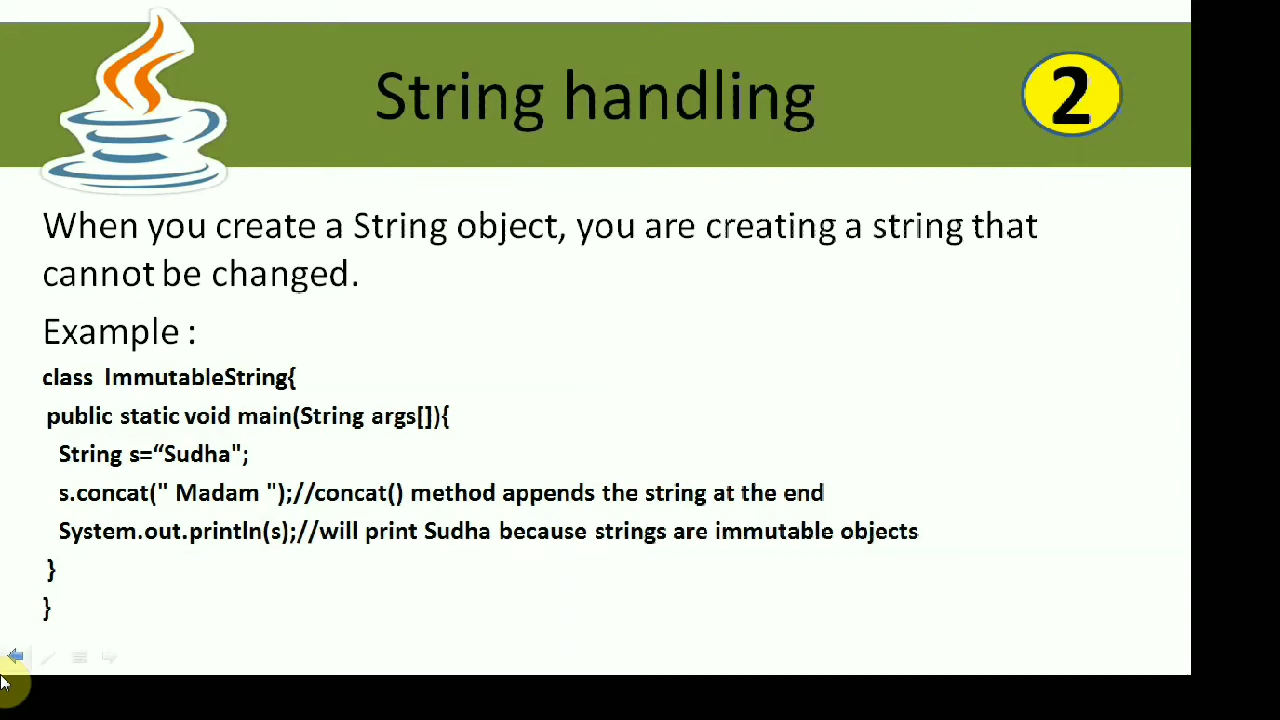 String handling
2
When you create a String object, you are creating a string that
cannot be changed.
Example :
class  ImmutableString{
public static void main(String args[]){
String s=“Sudha";
s.concat(" Madam ");//concat() method appends the string at the end
System.out.println(s);//will print Sudha because strings are immutable objects
}
}